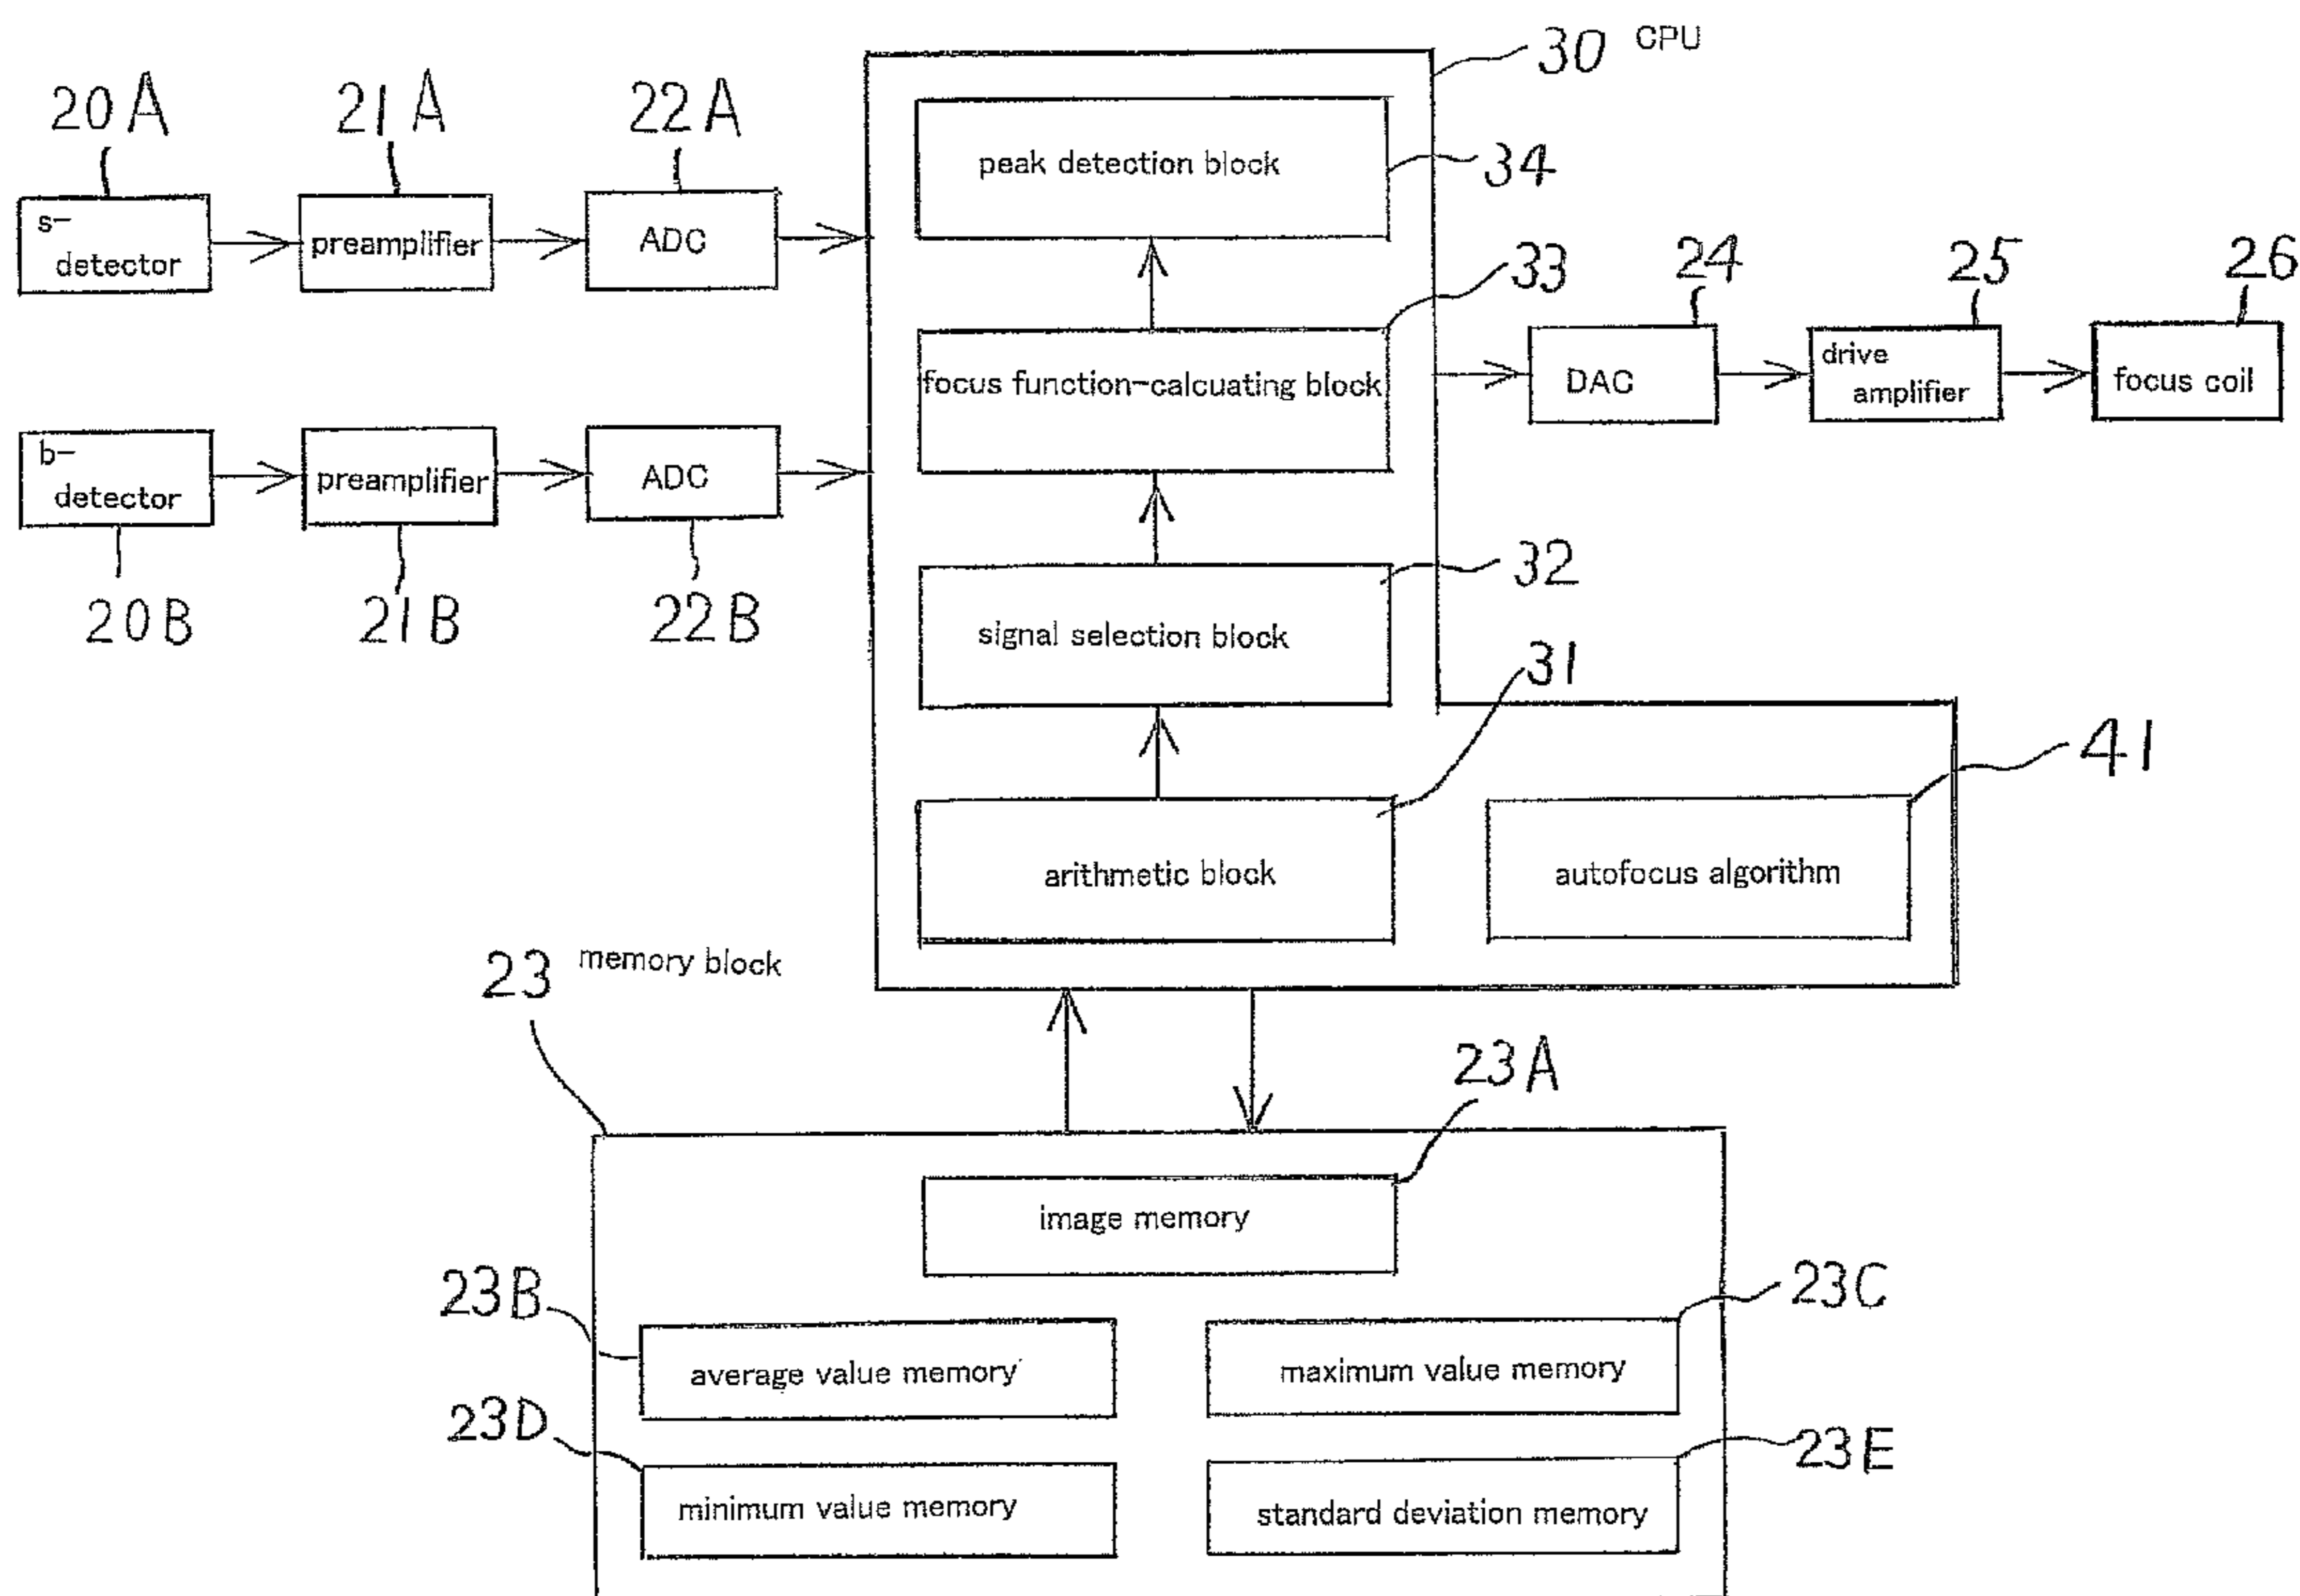 30 CPU
20A
21A
22A
peak detection block
34
s-
detector
preamplifier
ADC
33
24
25
26
focus function-calcuating block
DAC
drive
amplifier
focus coil
b-
detector
preamplifier
ADC
20B
21B
22B
32
signal selection block
31
41
arithmetic block
autofocus algorithm
23 memory block
23A
image memory
23B
23C
average value memory
maximum value memory
23D
23E
minimum value memory
standard deviation memory